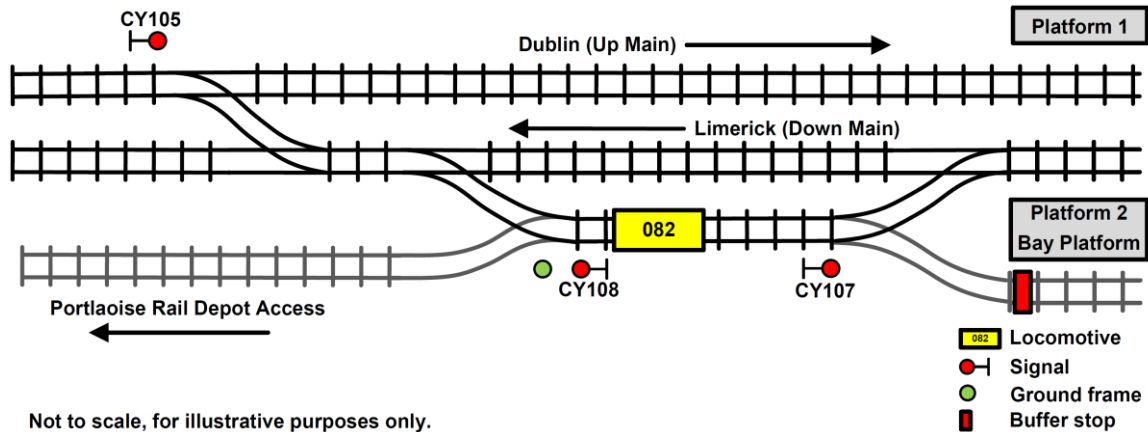 CY105
Platform 1
Dublin (Up Main)
Limerick (Down Main)
Platform 2
Bay Platform
082
CY108
CY107
Portlaoise Rail Depot Access
082
Locomotive
Signal
Ground frame
Buffer stop
Not to scale, for illustrative purposes only.